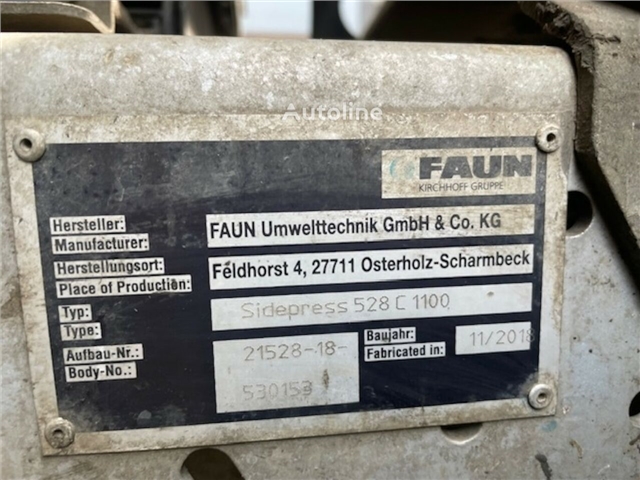 Autoline
FAUN
KIRCHHOFF GRUPPE
Hersteller: FAUN Umwelttechnik GmbH & Co. KG
Manufacturer:
Herstellungsort: Feldhorst 4, 27711 Osterholz-Scharmbeck
Place of Production:
Typ: Sidepress 528 C 1100
Type:
Aufbau-Nr.: 21528-18- Baujahr: 11/2018
Body-No.: 530153 Fabricated in: